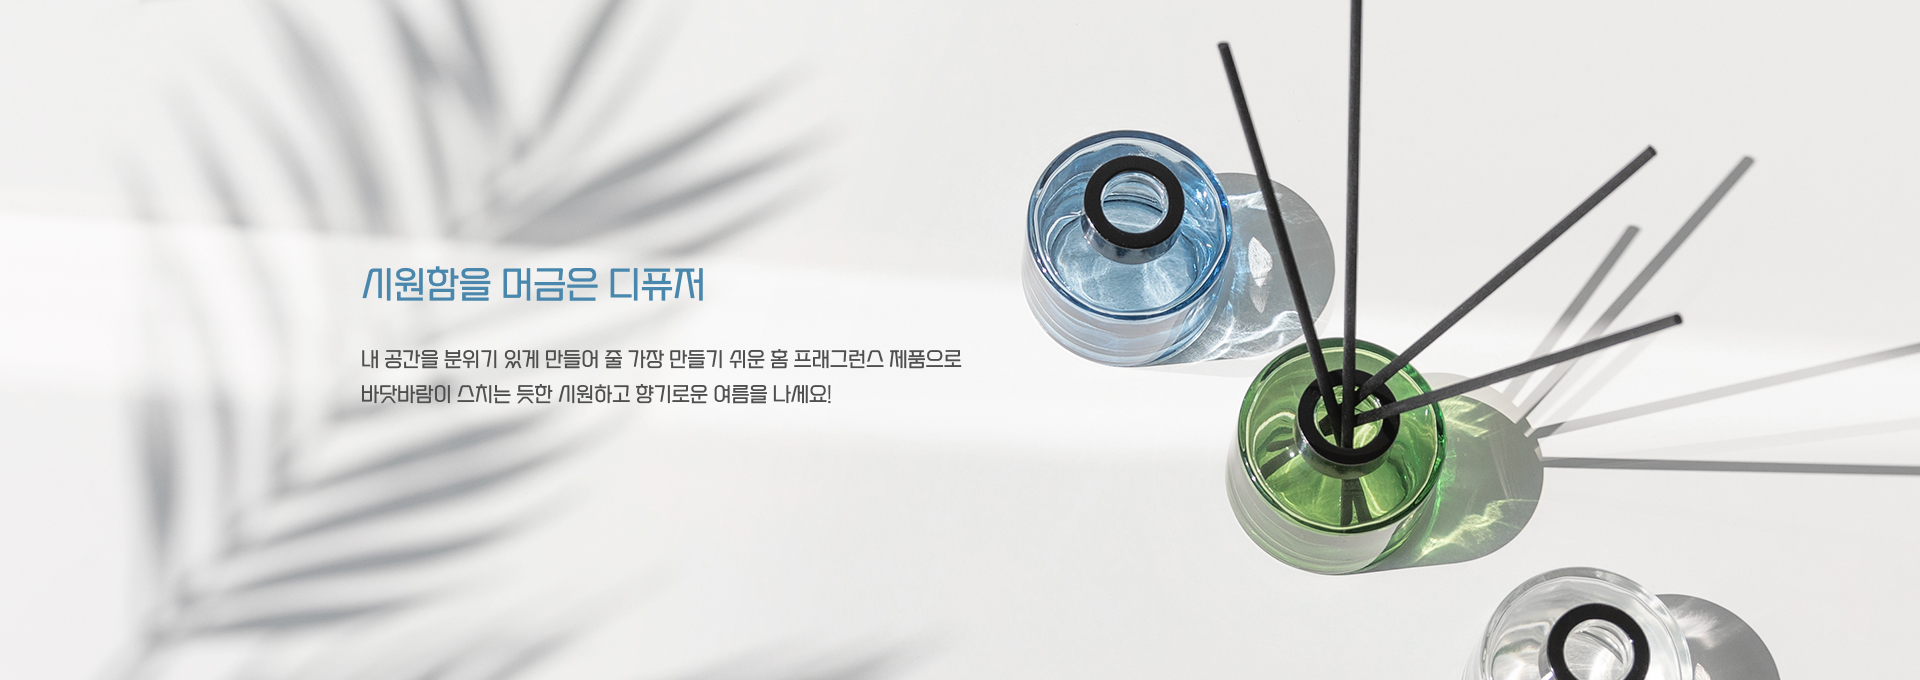 시원함을 머금은 디퓨저
내 공간을 분위기 있게 만들어 줄 가장 만들기 쉬운 홈 프래그런스 제품으로
바닷바람이 스치는 듯한 시원하고 향기로운 여름을 나세요!